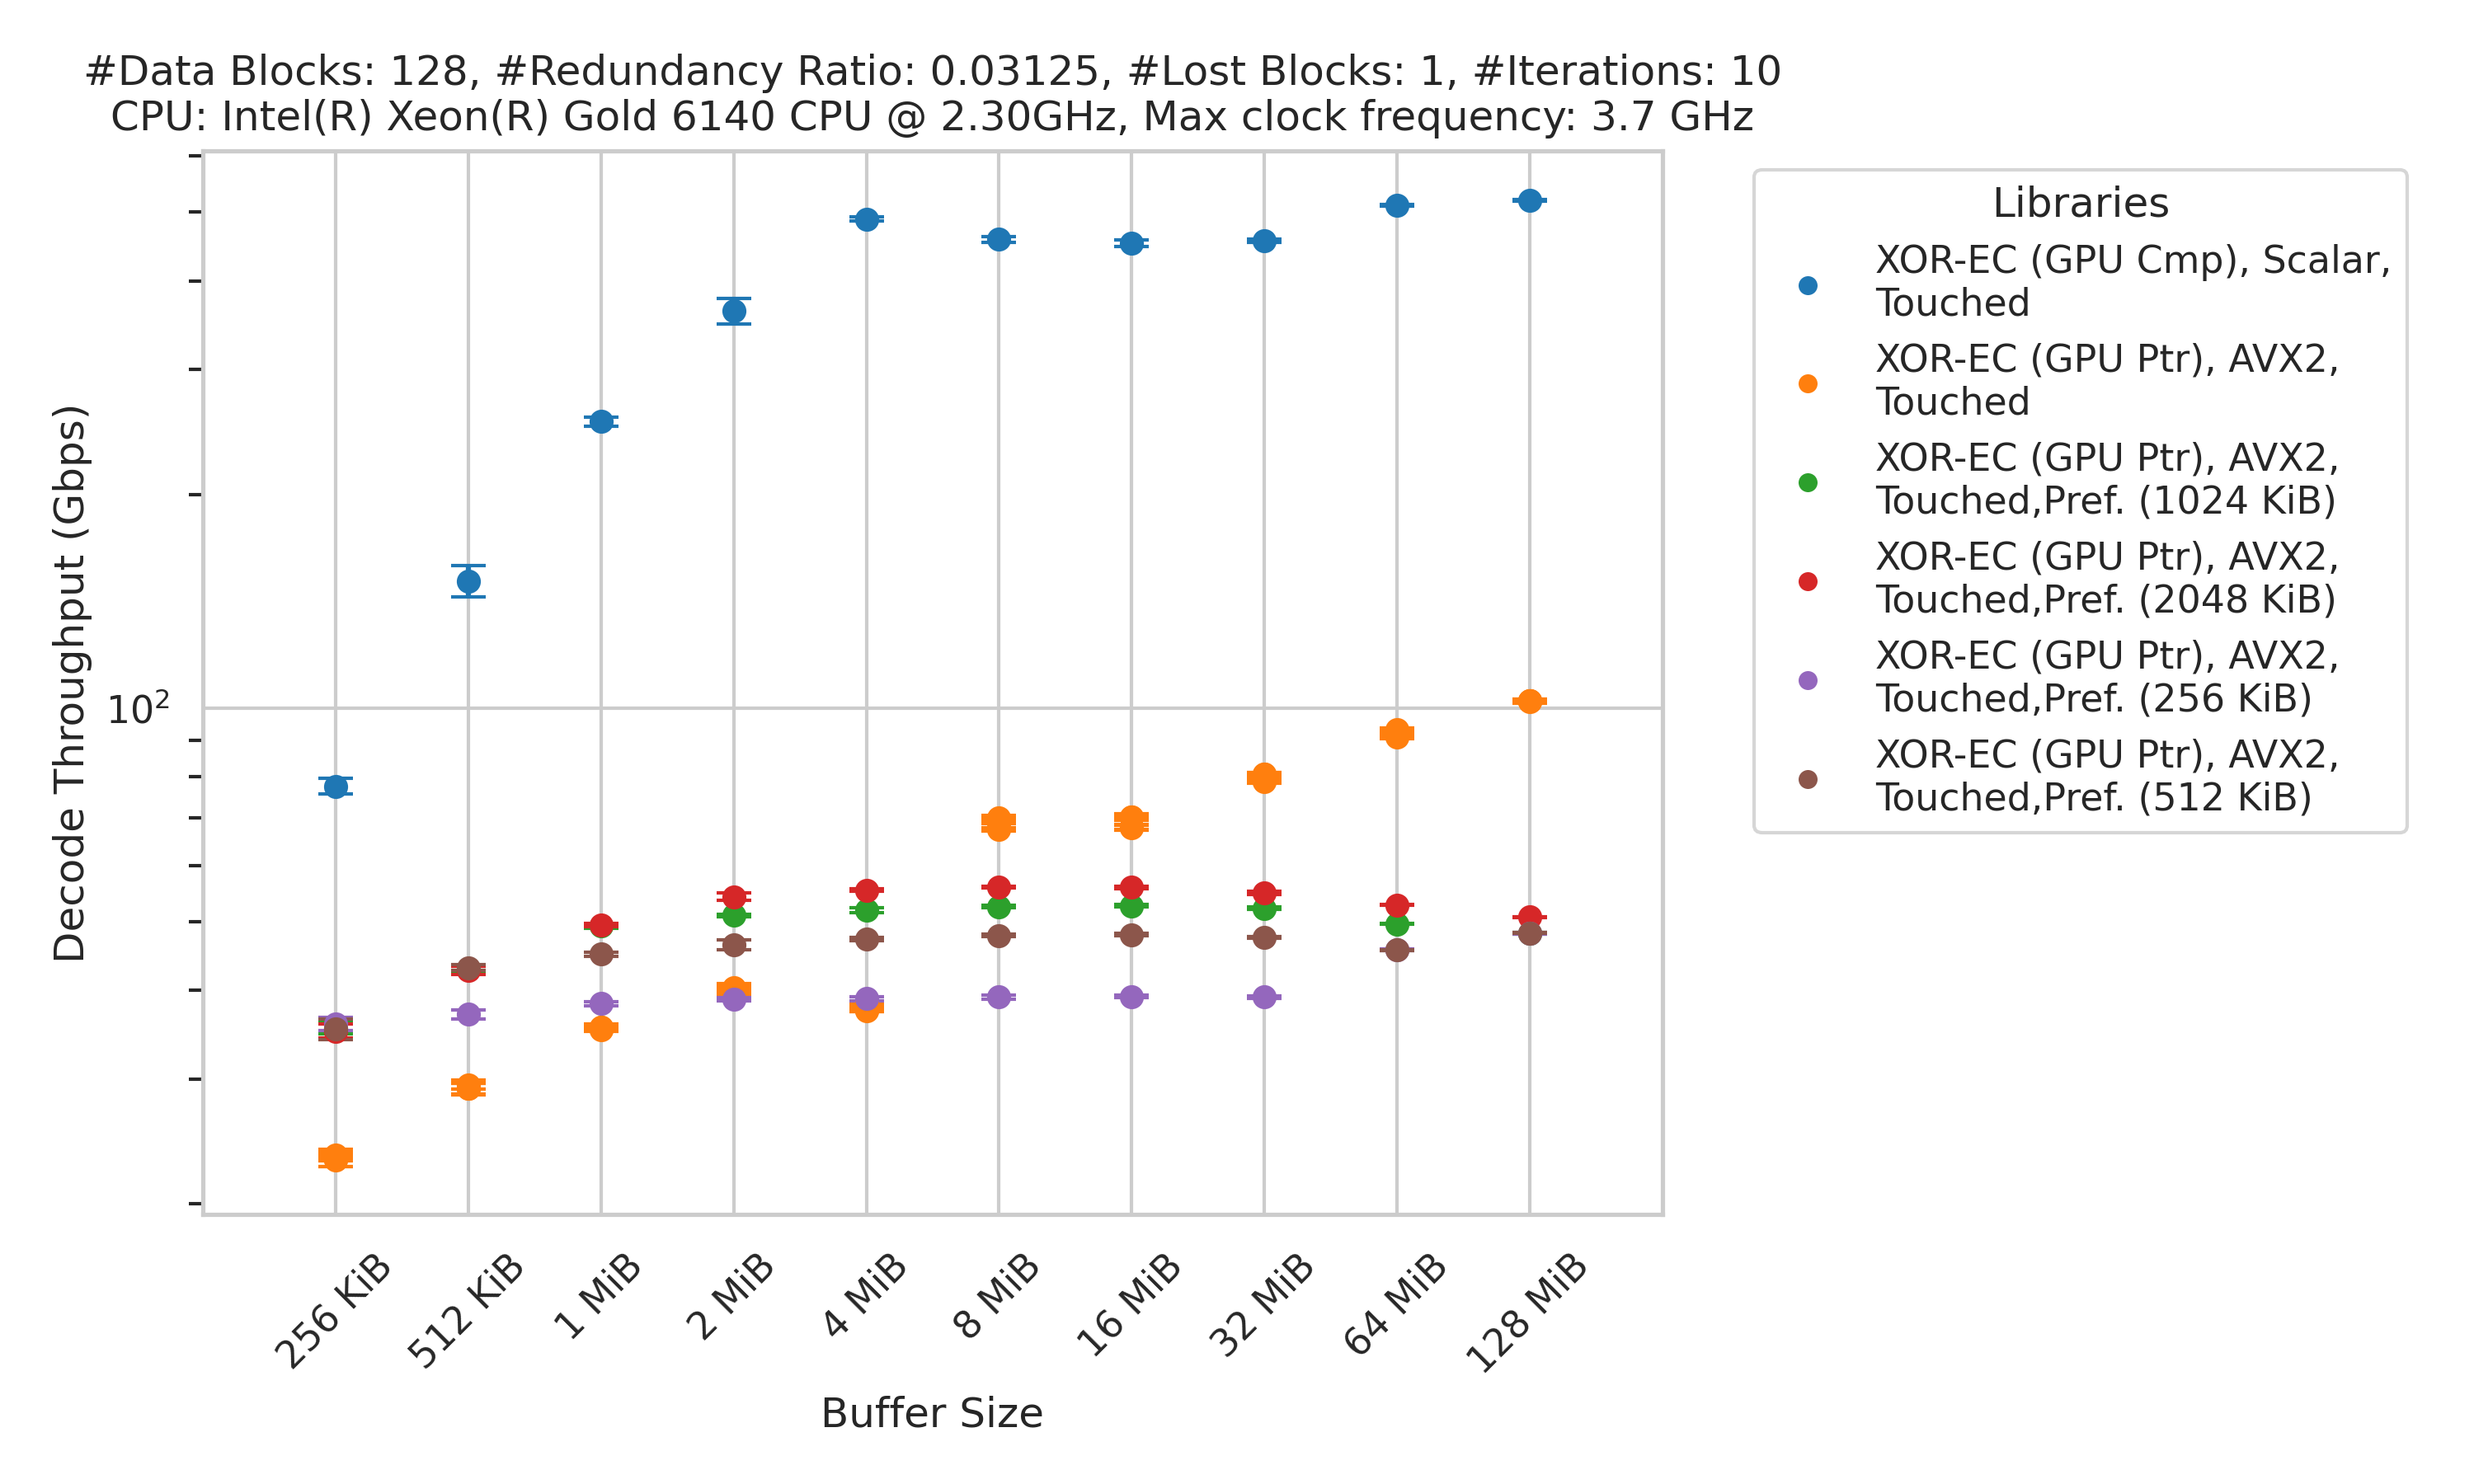 #Data Blocks: 128, #Redundancy Ratio: 0.03125, #Lost Blocks: 1, #Iterations: 10
CPU: Intel(R) Xeon(R) Gold 6140 CPU @ 2.30GHz, Max clock frequency: 3.7 GHz
Decode Throughput (Gbps)
10²
256 KiB
512 KiB
1 MiB
2 MiB
4 MiB
8 MiB
16 MiB
32 MiB
64 MiB
128 MiB
Buffer Size
Libraries
XOR-EC (GPU Cmp), Scalar,
Touched
XOR-EC (GPU Ptr), AVX2,
Touched
XOR-EC (GPU Ptr), AVX2,
Touched,Pref. (1024 KiB)
XOR-EC (GPU Ptr), AVX2,
Touched,Pref. (2048 KiB)
XOR-EC (GPU Ptr), AVX2,
Touched,Pref. (256 KiB)
XOR-EC (GPU Ptr), AVX2,
Touched,Pref. (512 KiB)